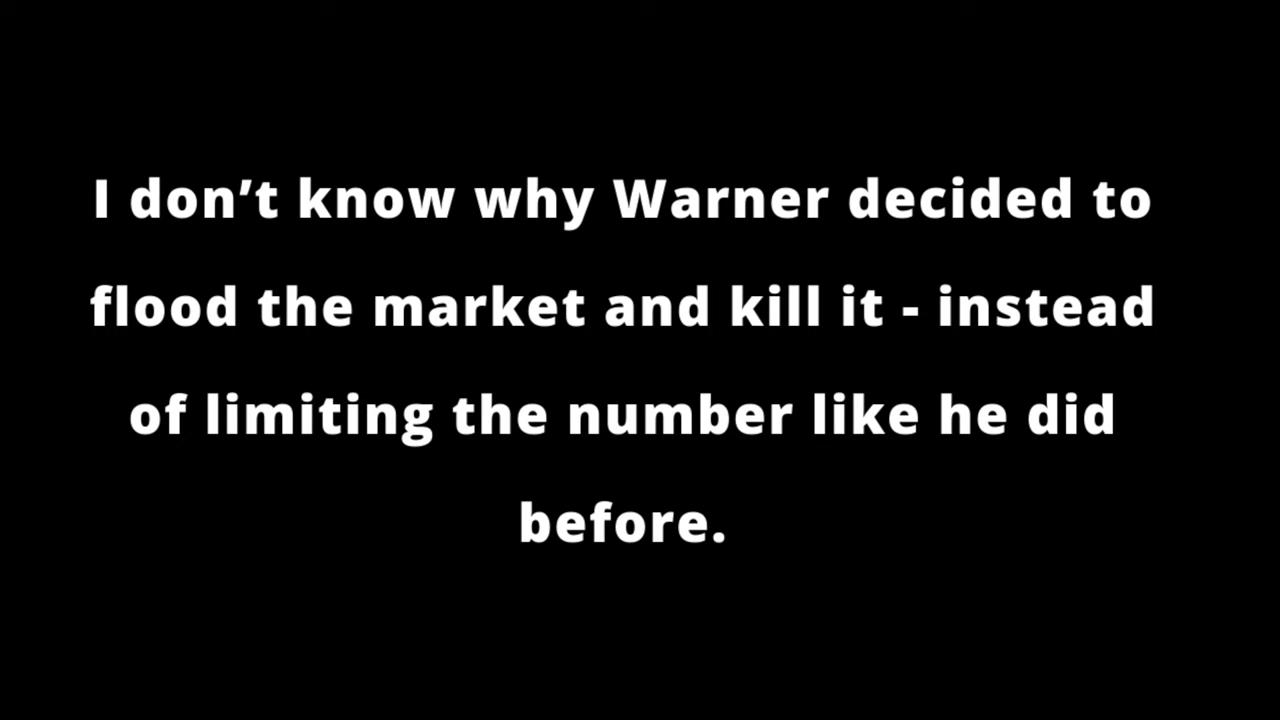 I don’t know why Warner decided to
flood the market and kill it - instead
of limiting the number like he did
before.